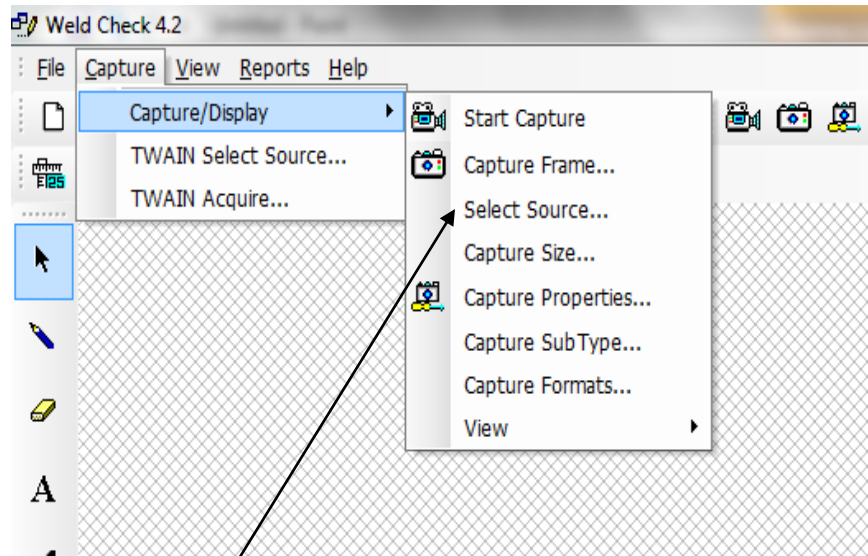 Weld Check 4.2
File Capture View Reports Help
Capture/Display
TWAIN Select Source...
TWAIN Acquire...
Start Capture
Capture Frame...
Select Source...
Capture Size...
Capture Properties...
Capture SubType...
Capture Formats...
View
A